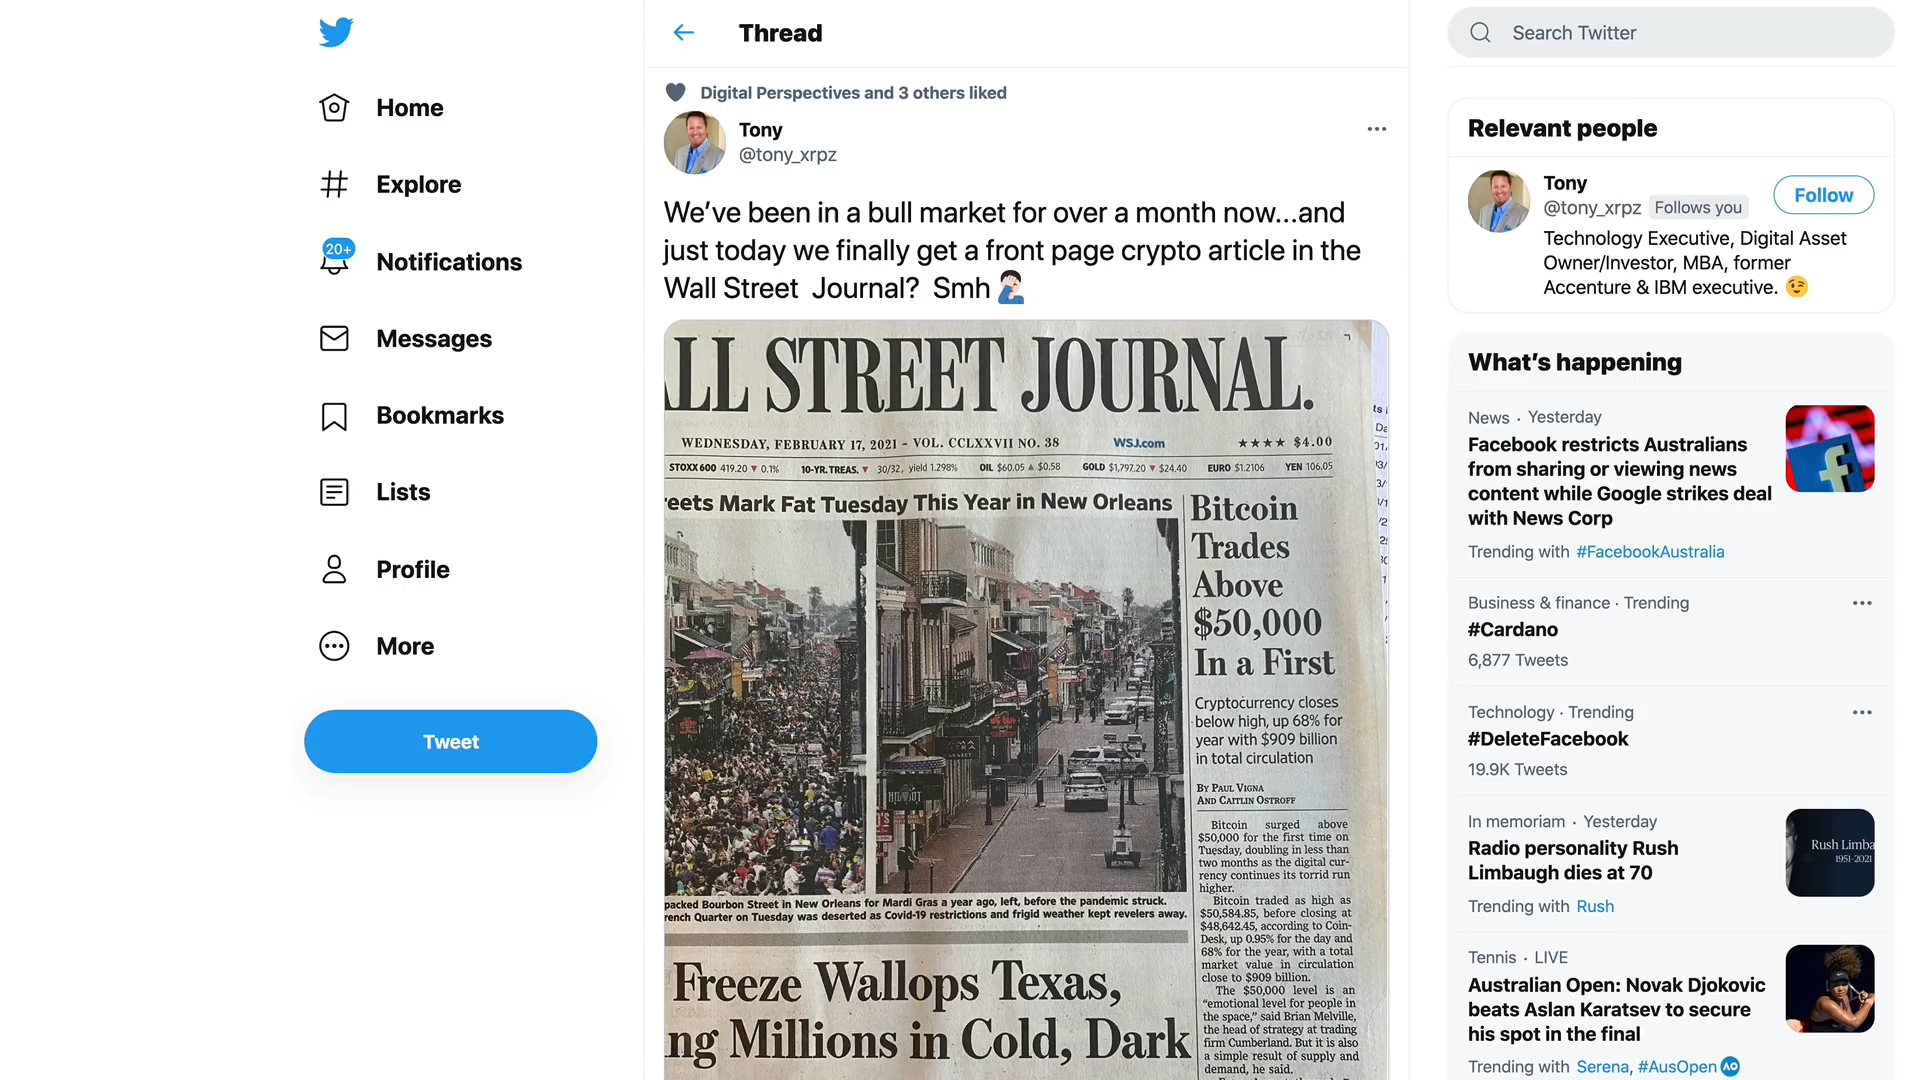 Home
Explore
20+
Notifications
Messages
Bookmarks
Lists
Profile
More
Tweet
Thread
Digital Perspectives and 3 others liked
Tony
@tony_xrpz
We've been in a bull market for over a month now...and
just today we finally get a front page crypto article in the
Wall Street Journal? Smh
LL STREET JOURNAL.
WEDNESDAY, FEBRUARY 17, 2021 - VOL. CCLXXVII NO. 38
WSJ.com
★★★★ $4.00
STOXX 600 419.20 ▼ 0.1% 10-YR. TREAS. ▼ 30/32, yield 1.298% OIL $60.05 ▲ $0.58 GOLD $1,797.20 ▼ $24.40 EURO $1.2106 YEN 106.05
reets Mark Fat Tuesday This Year in New Orleans
packed Bourbon Street in New Orleans for Mardi Gras a year ago, left, before the pandemic struck.
rench Quarter on Tuesday was deserted as Covid-19 restrictions and frigid weather kept revelers away.
Freeze Wallops Texas,
ng Millions in Cold, Dark
Bitcoin
Trades
Above
$50,000
In a First
Cryptocurrency closes
below high, up 68% for
year with $909 billion
in total circulation
BY PAUL VIGNA
AND CAITLIN OSTROFF
Bitcoin surged above
$50,000 for the first time on
Tuesday, doubling in less than
two months as the digital cur-
rency continues its torrid run
higher.
Bitcoin traded as high as
$50,584.85, before closing at
$48,642.45, according to Coin-
Desk, up 0.95% for the day and
68% for the year, with a total
market value in circulation
close to $909 billion.
The $50,000 level is an
"emotional level for people in
the space," said Brian Melville,
the head of strategy at trading
firm Cumberland. But it is also
a simple result of supply and
demand, he said.
Search Twitter
Relevant people
Tony
@tony_xrpz Follows you
Follow
Technology Executive, Digital Asset
Owner/Investor, MBA, former
Accenture & IBM executive.
What's happening
News · Yesterday
Facebook restricts Australians
from sharing or viewing news
content while Google strikes deal
with News Corp
Trending with #FacebookAustralia
Business & finance · Trending
#Cardano
6,877 Tweets
Technology · Trending
#DeleteFacebook
19.9K Tweets
In memoriam · Yesterday
Radio personality Rush
Limbaugh dies at 70
Trending with Rush
Rush Limba
1951-2021
Tennis · LIVE
Australian Open: Novak Djokovic
beats Aslan Karatsev to secure
his spot in the final
Trending with Serena, #AusOpen